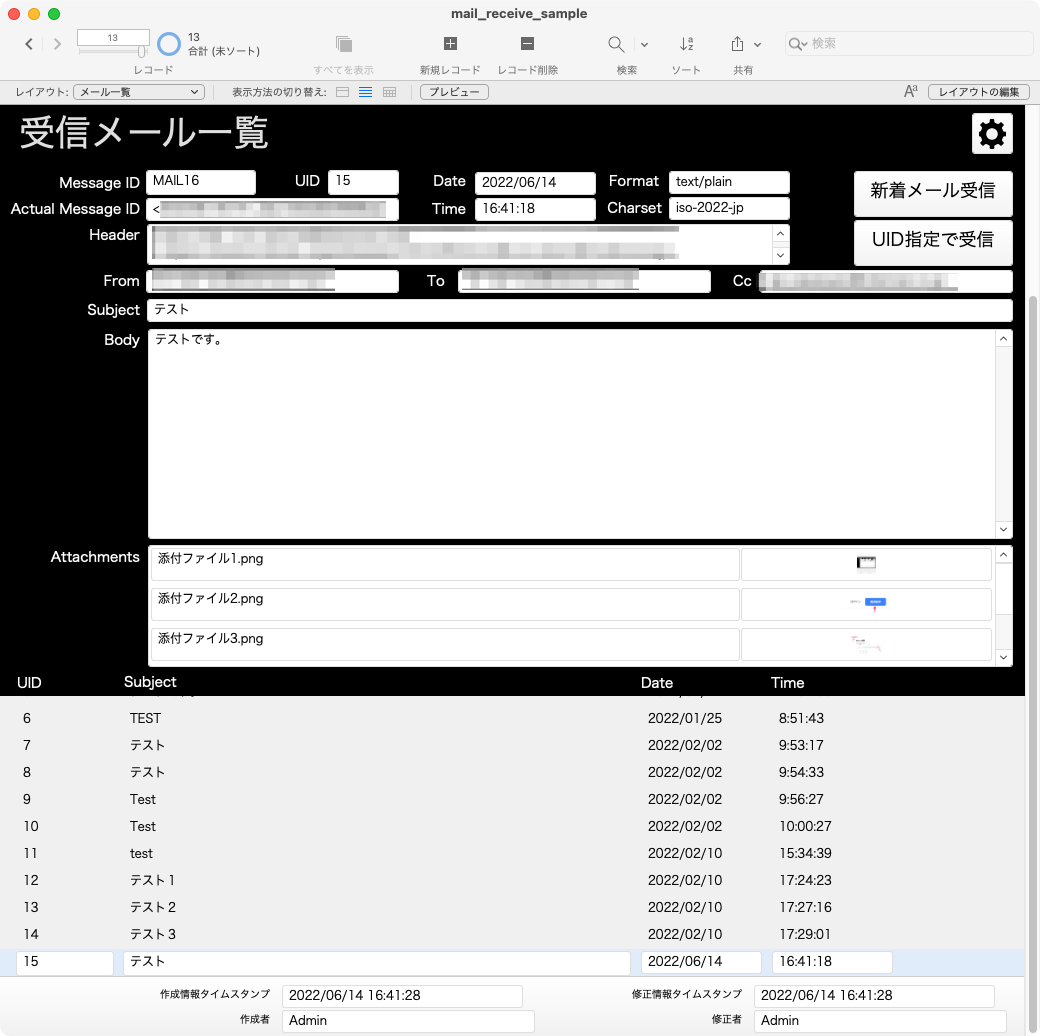 mail_receive_sample
13
13
合計 (未ソート)
レコード
すべてを表示
新規レコード
レコード削除
検索
ソート
共有
検索
レイアウト: メール一覧
表示方法の切り替え:
プレビュー
Aa
レイアウトの編集
受信メール一覧
Message ID MAIL16 UID 15 Date 2022/06/14 Format text/plain
新着メール受信
Actual Message ID < Time 16:41:18 Charset iso-2022-jp
Header
UID指定で受信
From To Cc
Subject テスト
Body テストです。
Attachments 添付ファイル1.png
添付ファイル2.png
添付ファイル3.png
UID Subject Date Time
6 TEST 2022/01/25 8:51:43
7 テスト 2022/02/02 9:53:17
8 テスト 2022/02/02 9:54:33
9 Test 2022/02/02 9:56:27
10 Test 2022/02/02 10:00:27
11 test 2022/02/10 15:34:39
12 テスト1 2022/02/10 17:24:23
13 テスト2 2022/02/10 17:27:16
14 テスト3 2022/02/10 17:29:01
15 テスト 2022/06/14 16:41:18
作成情報タイムスタンプ 2022/06/14 16:41:28 修正情報タイムスタンプ 2022/06/14 16:41:28
作成者 Admin 修正者 Admin